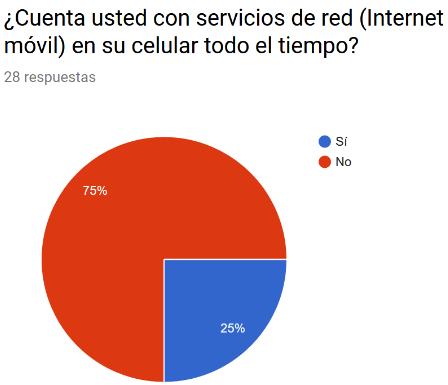 ¿Cuenta usted con servicios de red (Internet
móvil) en su celular todo el tiempo?
28 respuestas
Sí
No
75%
25%